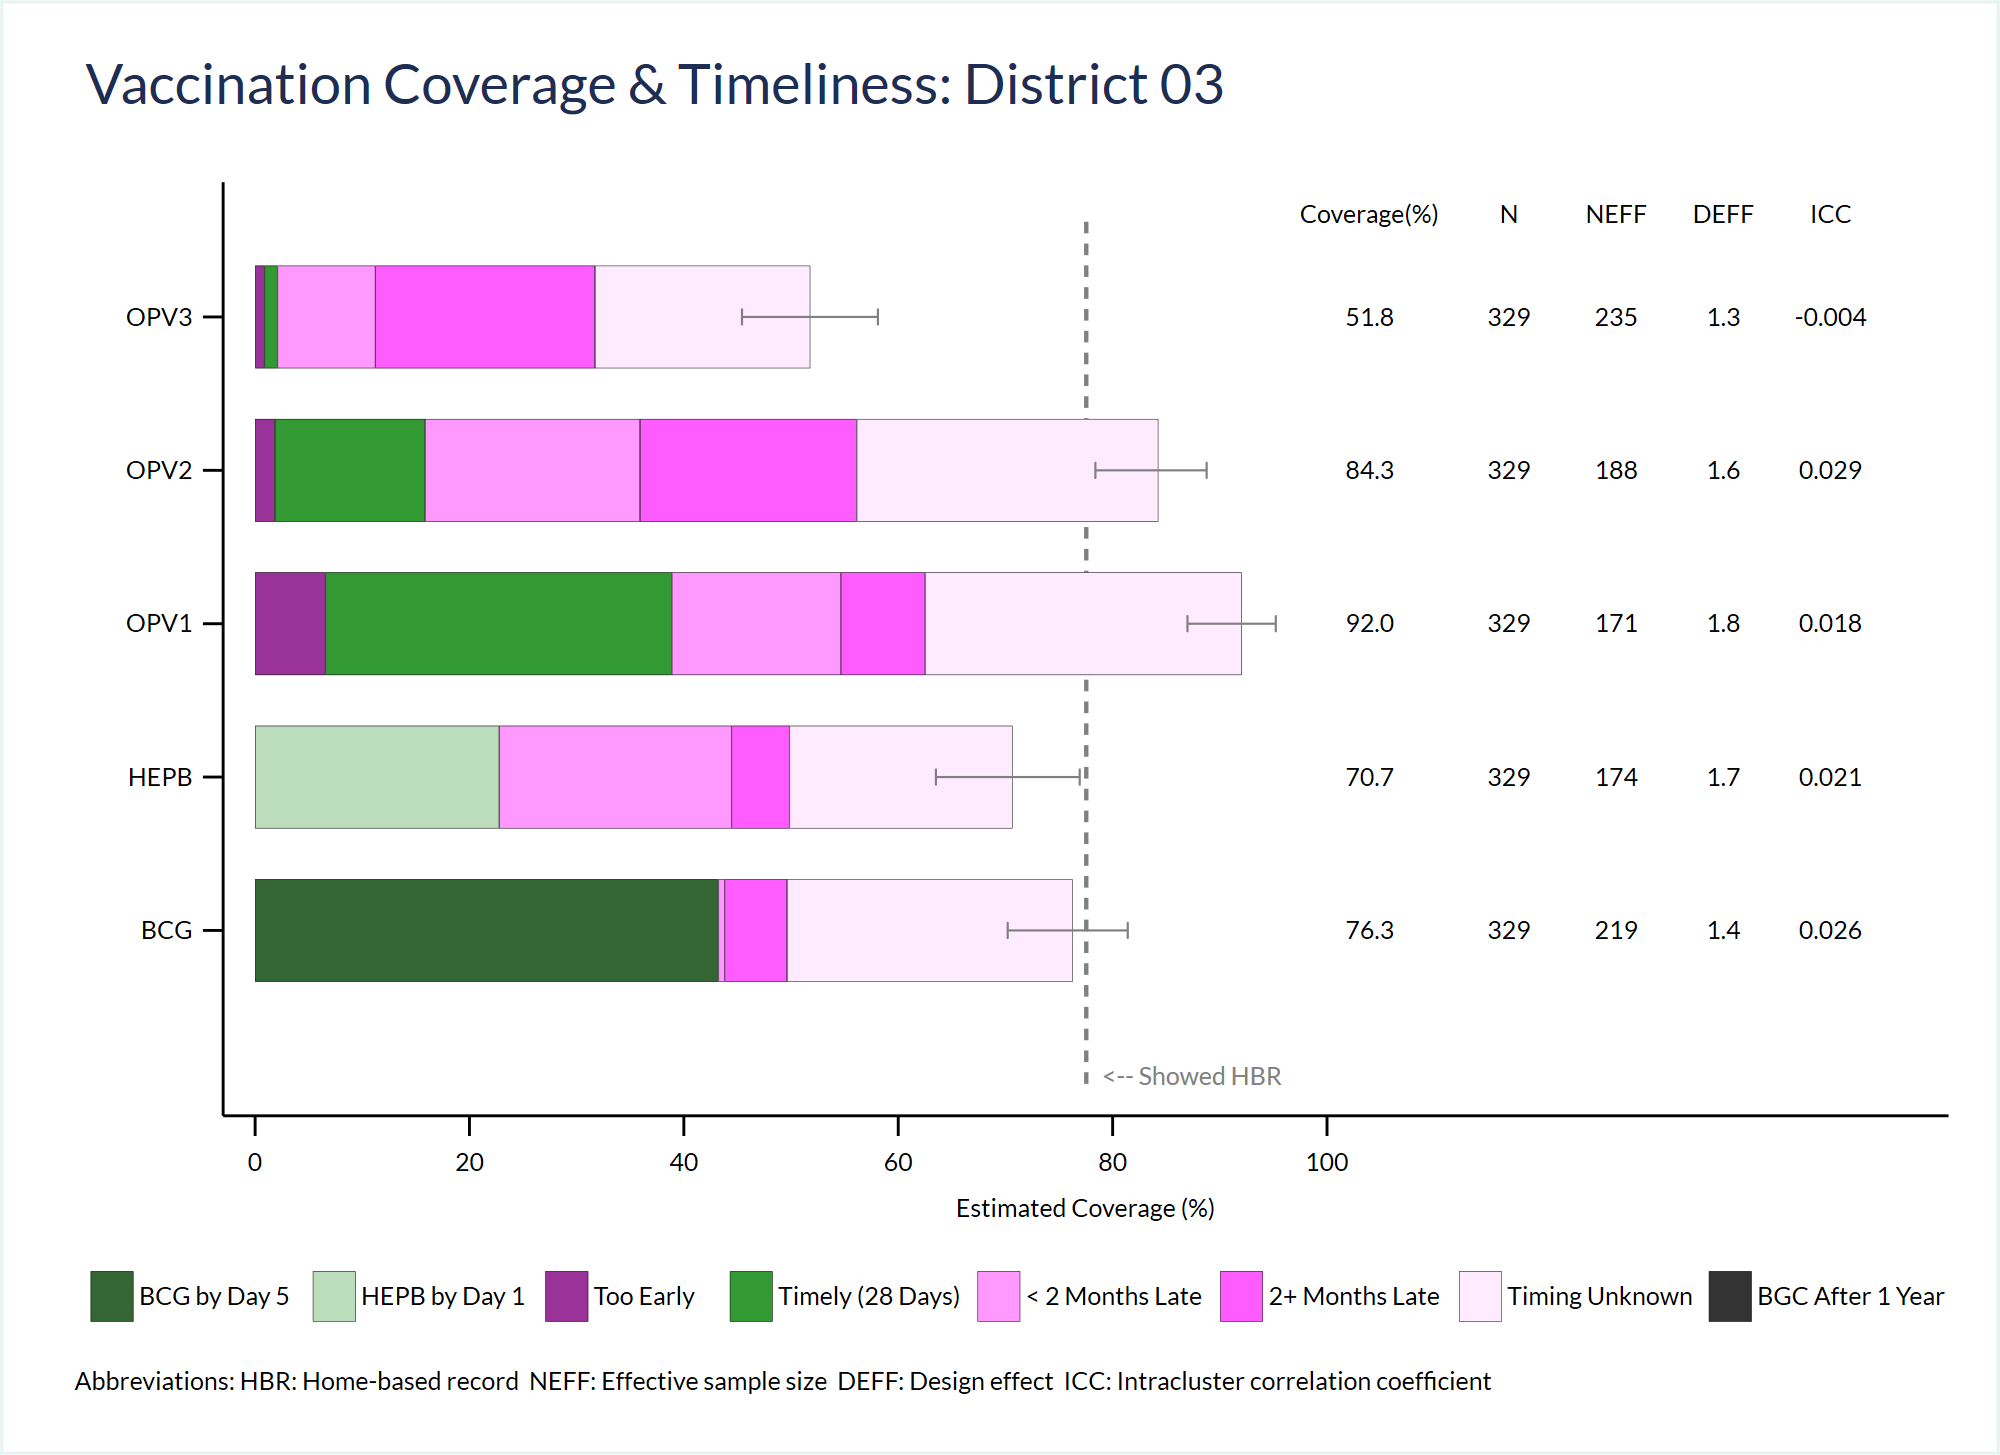 Vaccination Coverage & Timeliness: District 03
Coverage(%) N NEFF DEFF ICC
OPV3 51.8 329 235 1.3 -0.004
OPV2 84.3 329 188 1.6 0.029
OPV1 92.0 329 171 1.8 0.018
HEPB 70.7 329 174 1.7 0.021
BCG 76.3 329 219 1.4 0.026
<-- Showed HBR
0 20 40 60 80 100
Estimated Coverage (%)
BCG by Day 5 HEPB by Day 1 Too Early Timely (28 Days) < 2 Months Late 2+ Months Late Timing Unknown BGC After 1 Year
Abbreviations: HBR: Home-based record NEFF: Effective sample size DEFF: Design effect ICC: Intracluster correlation coefficient